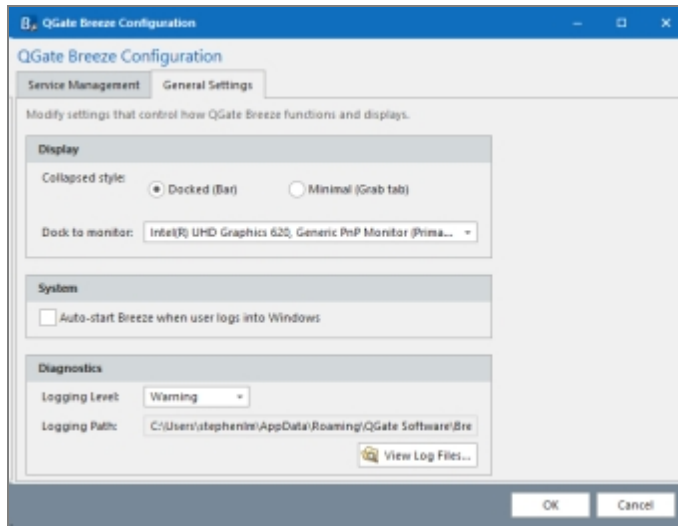 QGate Breeze Configuration
QGate Breeze Configuration
Service Management General Settings
Modify settings that control how QGate Breeze functions and displays.
Display
Collapsed style: Docked (Bar) Minimal (Grab tab)
Dock to monitor: Intel(R) UHD Graphics 620, Generic PnP Monitor (Prima...
System
Auto-start Breeze when user logs into Windows
Diagnostics
Logging Level: Warning
Logging Path: C:\Users\stephenlm\AppData\Roaming\QGate Software\Bre
View Log Files...
OK Cancel